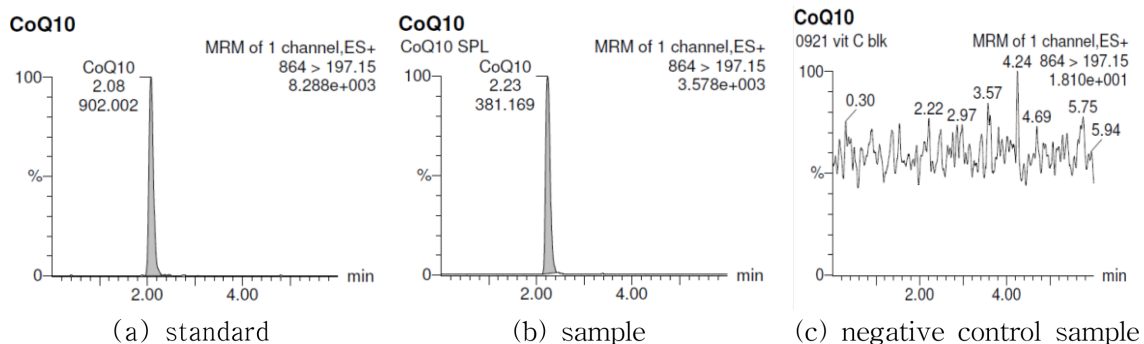 CoQ10
MRM of 1 channel,ES+
864 > 197.15
8.288e+003
CoQ10
2.08
902.002
100
%
0
2.00
4.00
min
(a) standard
CoQ10
CoQ10 SPL
MRM of 1 channel,ES+
864 > 197.15
3.578e+003
CoQ10
2.23
381.169
100
%
0
2.00
4.00
min
(b) sample
CoQ10
0921 vit C blk
MRM of 1 channel,ES+
4.24 864 > 197.15
1.810e+001
100
0.30
2.22
2.97
3.57
4.69
5.75
5.94
%
0
2.00
4.00
min
(c) negative control sample